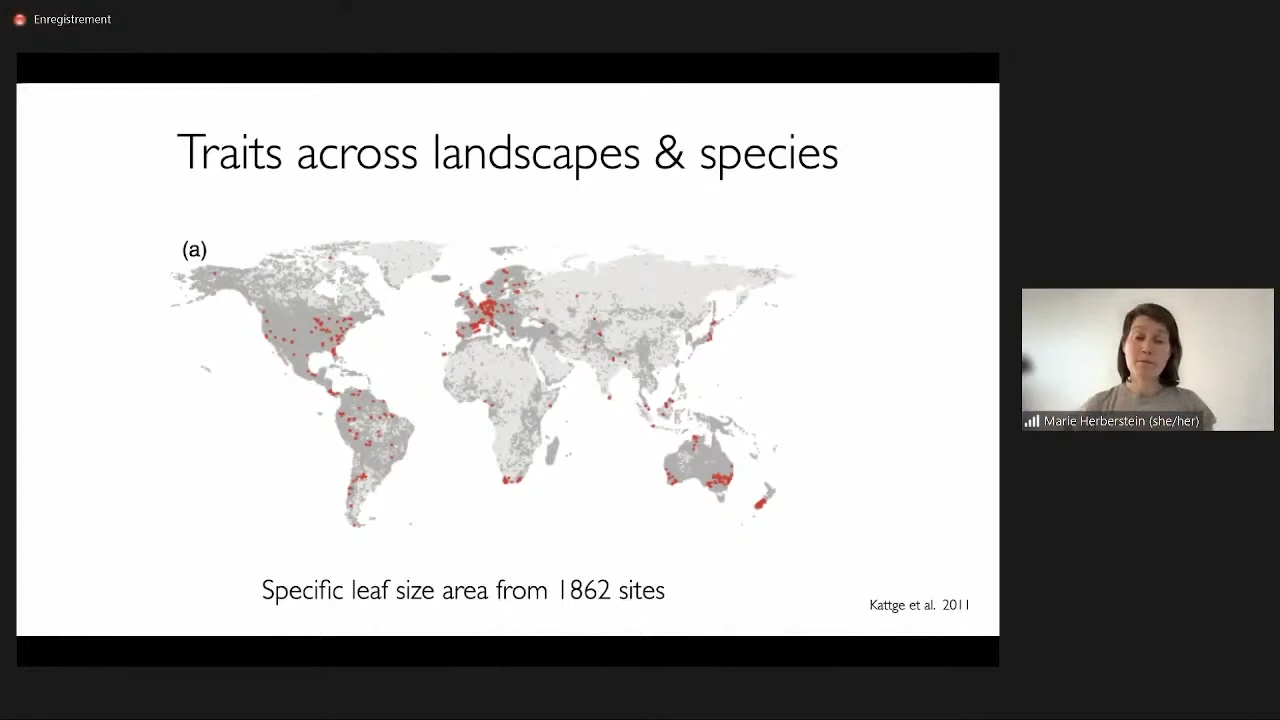 Enregistrement
Traits across landscapes & species
(a)
Specific leaf size area from 1862 sites
Kattge et al. 2011
Marie Herberstein (she/her)